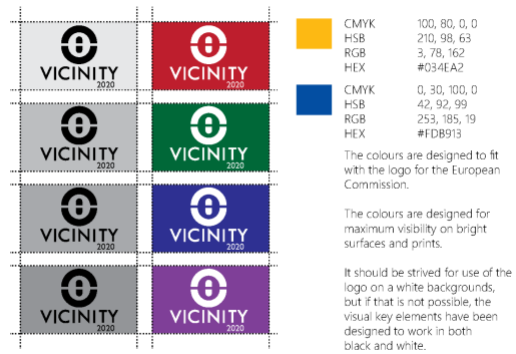 VICINITY
2020
VICINITY
2020
VICINITY
2020
VICINITY
2020
VICINITY
2020
VICINITY
2020
VICINITY
2020
VICINITY
2020
CMYK 100, 80, 0, 0
HSB 210, 98, 63
RGB 3, 78, 162
HEX #034EA2
CMYK 0, 30, 100, 0
HSB 42, 92, 99
RGB 253, 185, 19
HEX #FDB913
The colours are designed to fit
with the logo for the European
Commission.
The colours are designed for
maximum visibility on bright
surfaces and prints.
It should be strived for use of the
logo on a white backgrounds,
but if that is not possible, the
visual key elements have been
designed to work in both
black and white.